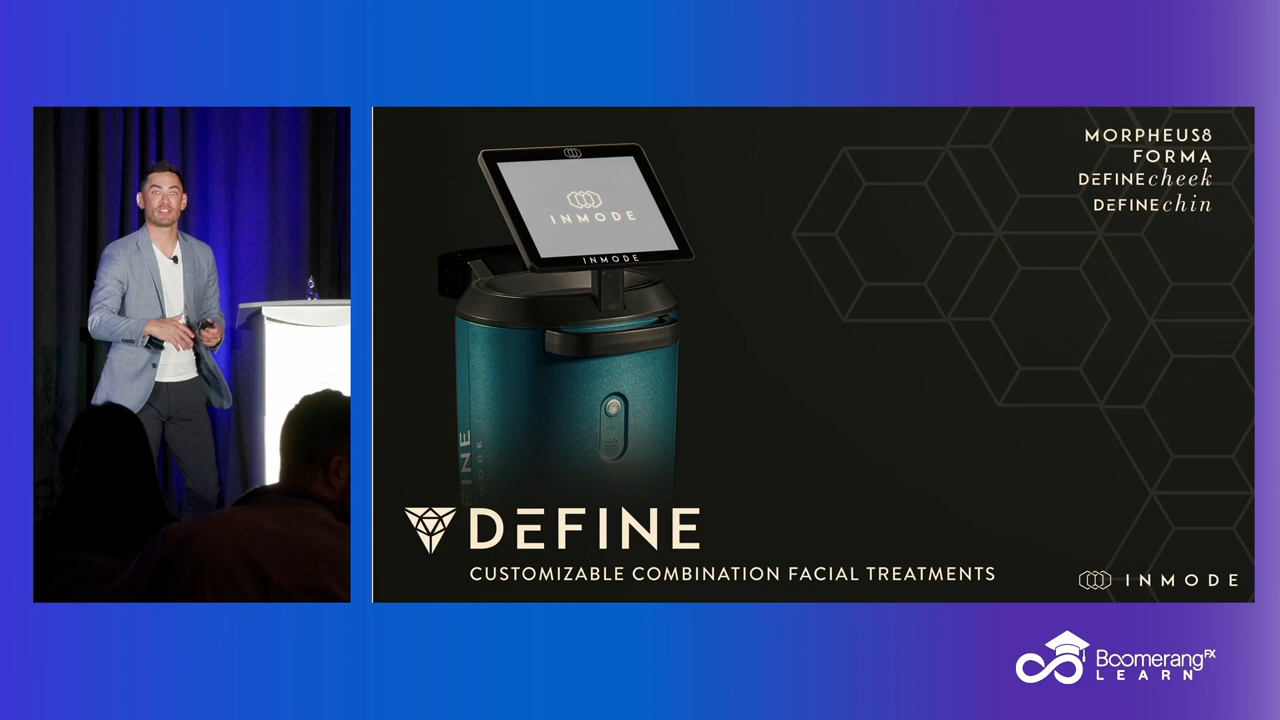 MORPHEUS8
FORMA
DEFINEcheek
DEFINEchin
INMODE
INMODE
DEFINE
CUSTOMIZABLE COMBINATION FACIAL TREATMENTS
INMODE
BoomerangFX
LEARN